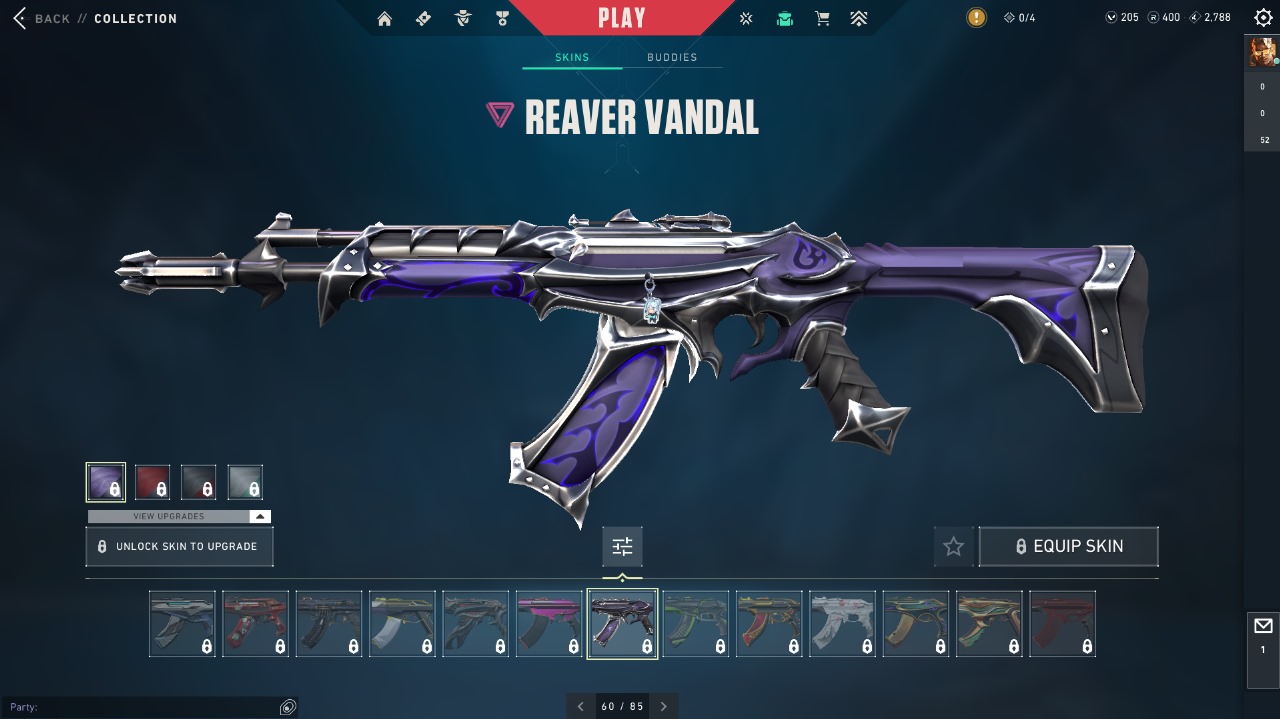 BACK // COLLECTION
PLAY
0/4
205
400
2,788
SKINS
BUDDIES
REAVER VANDAL
0
0
52
VIEW UPGRADES
UNLOCK SKIN TO UPGRADE
EQUIP SKIN
1
Party:
60 / 85